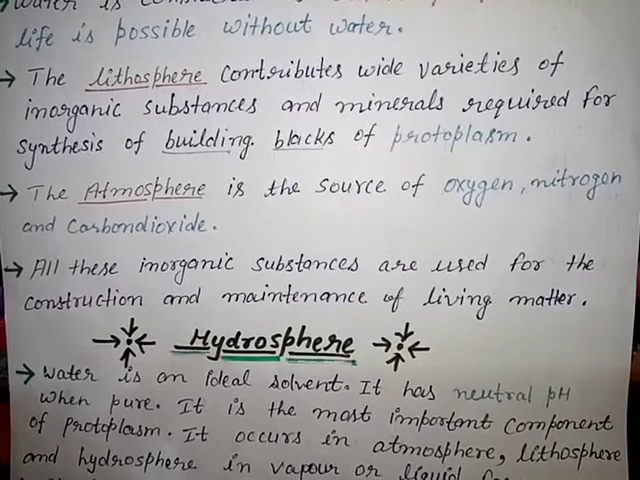 → Water is
life is possible without water.
→ The lithosphere contributes wide varieties of
inorganic substances and minerals required for
synthesis of building blacks of protoplasm.
→ The Atmosphere is the source of oxygen, nitrogen
and Carbondioxide.
→ All these inorganic substances are used for the
construction and maintenance of living matter.
Hydrosphere
→ Water is an ideal solvent. It has neutral pH
when pure. It is the most important component
of protoplasm. It occurs in atmosphere, lithosphere
and hydrosphere in vapour or liquid